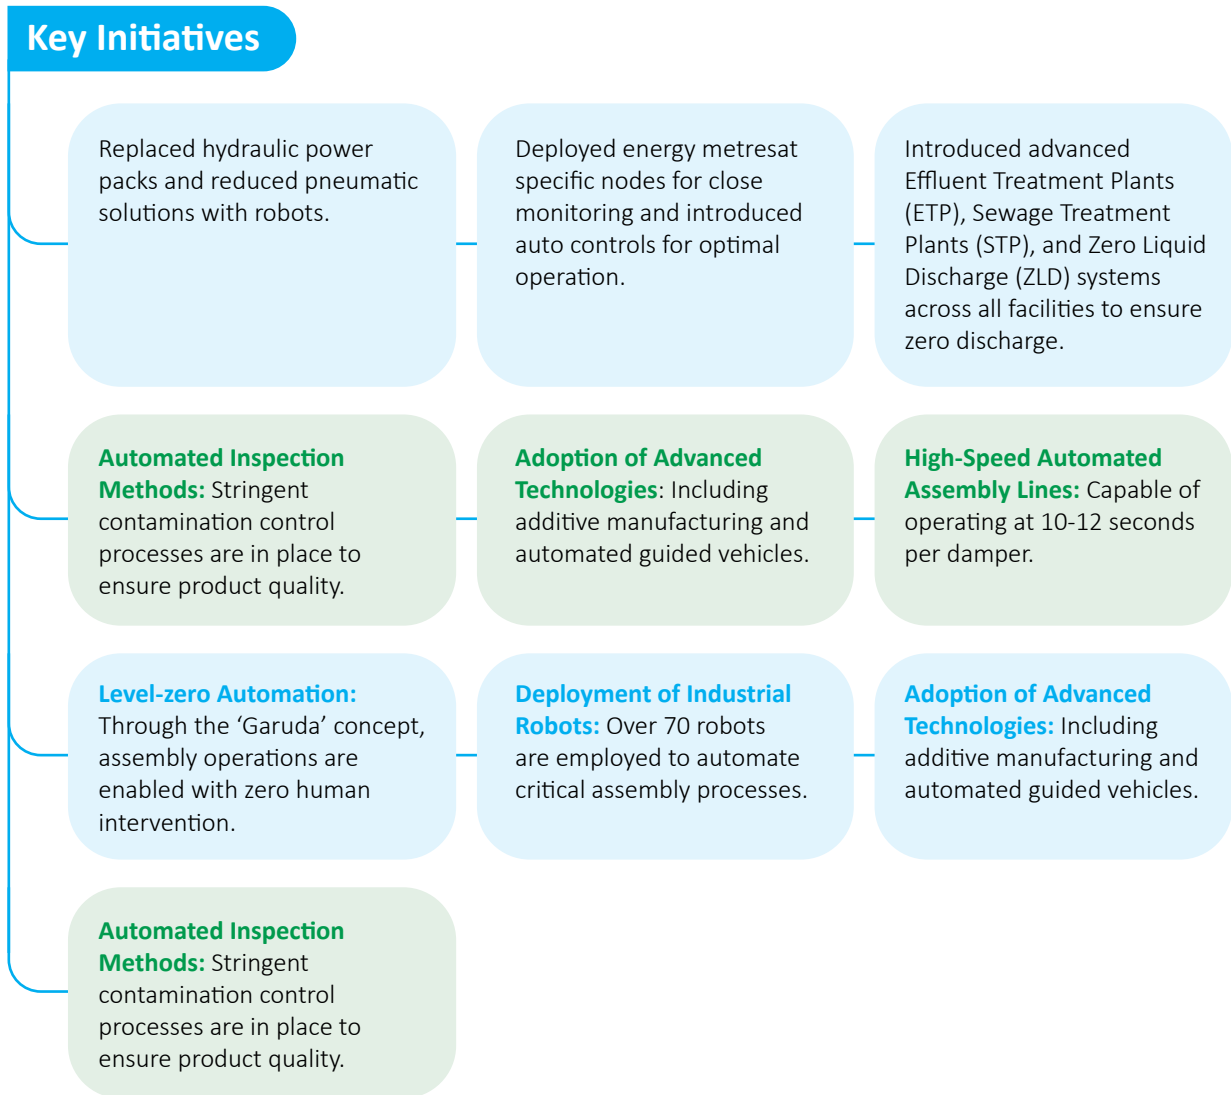 Key Initiatives
Replaced hydraulic power
packs and reduced pneumatic
solutions with robots.
Deployed energy metresat
specific nodes for close
monitoring and introduced
auto controls for optimal
operation.
Introduced advanced
Effluent Treatment Plants
(ETP), Sewage Treatment
Plants (STP), and Zero Liquid
Discharge (ZLD) systems
across all facilities to ensure
zero discharge.
Automated Inspection
Methods: Stringent
contamination control
processes are in place to
ensure product quality.
Adoption of Advanced
Technologies: Including
additive manufacturing and
automated guided vehicles.
High-Speed Automated
Assembly Lines: Capable of
operating at 10-12 seconds
per damper.
Level-zero Automation:
Through the ‘Garuda’ concept,
assembly operations are
enabled with zero human
intervention.
Deployment of Industrial
Robots: Over 70 robots
are employed to automate
critical assembly processes.
Adoption of Advanced
Technologies: Including
additive manufacturing and
automated guided vehicles.
Automated Inspection
Methods: Stringent
contamination control
processes are in place to
ensure product quality.